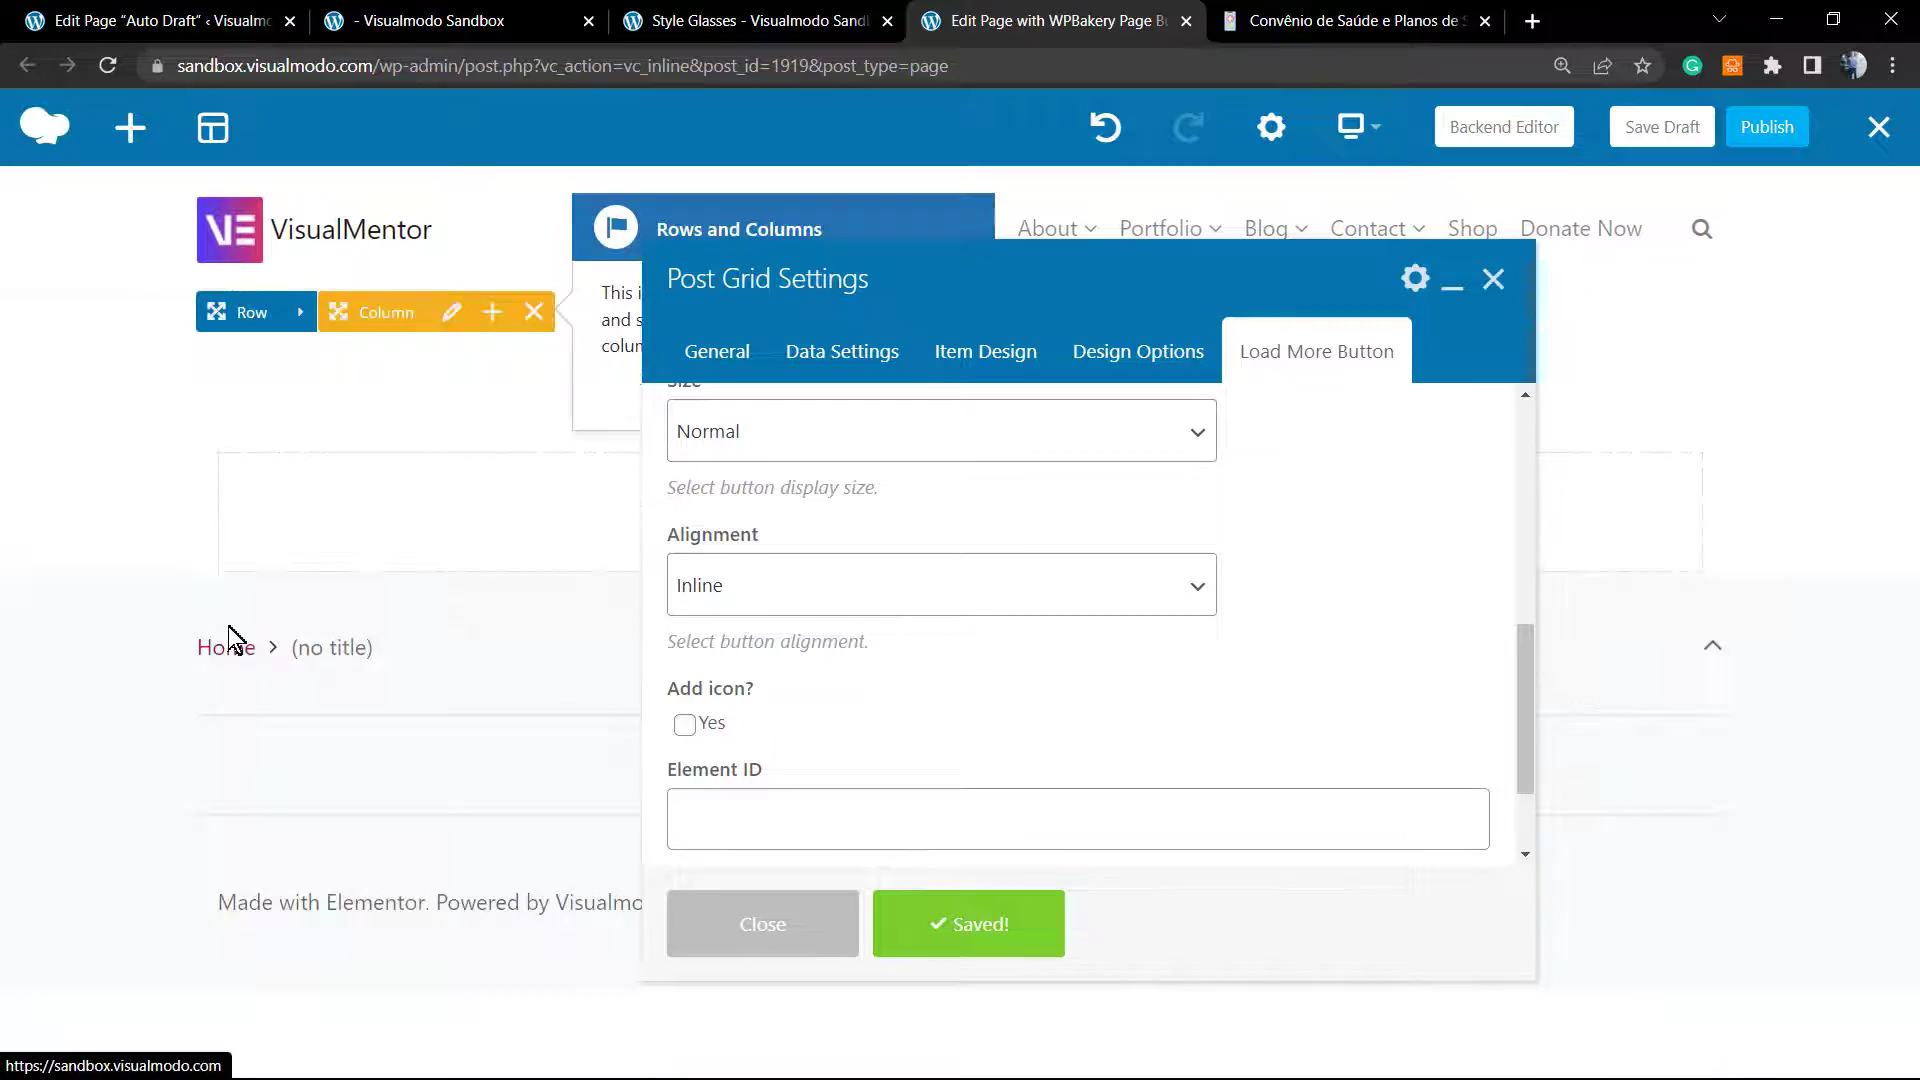 Edit Page “Auto Draft” ‹ Visualmo
- Visualmodo Sandbox
Style Glasses - Visualmodo Sand
Edit Page with WPBakery Page B
Convênio de Saúde e Planos de S
sandbox.visualmodo.com/wp-admin/post.php?vc_action=vc_inline&post_id=1919&post_type=page
Backend Editor
Save Draft
Publish
VE VisualMentor
Rows and Columns
About
Portfolio
Blog
Contact
Shop
Donate Now
Post Grid Settings
Row
Column
This i
and s
colum
General
Data Settings
Item Design
Design Options
Load More Button
Size
Normal
Select button display size.
Alignment
Inline
Select button alignment.
Home > (no title)
Add icon?
Yes
Element ID
Made with Elementor. Powered by Visualmo
Close
Saved!
https://sandbox.visualmodo.com